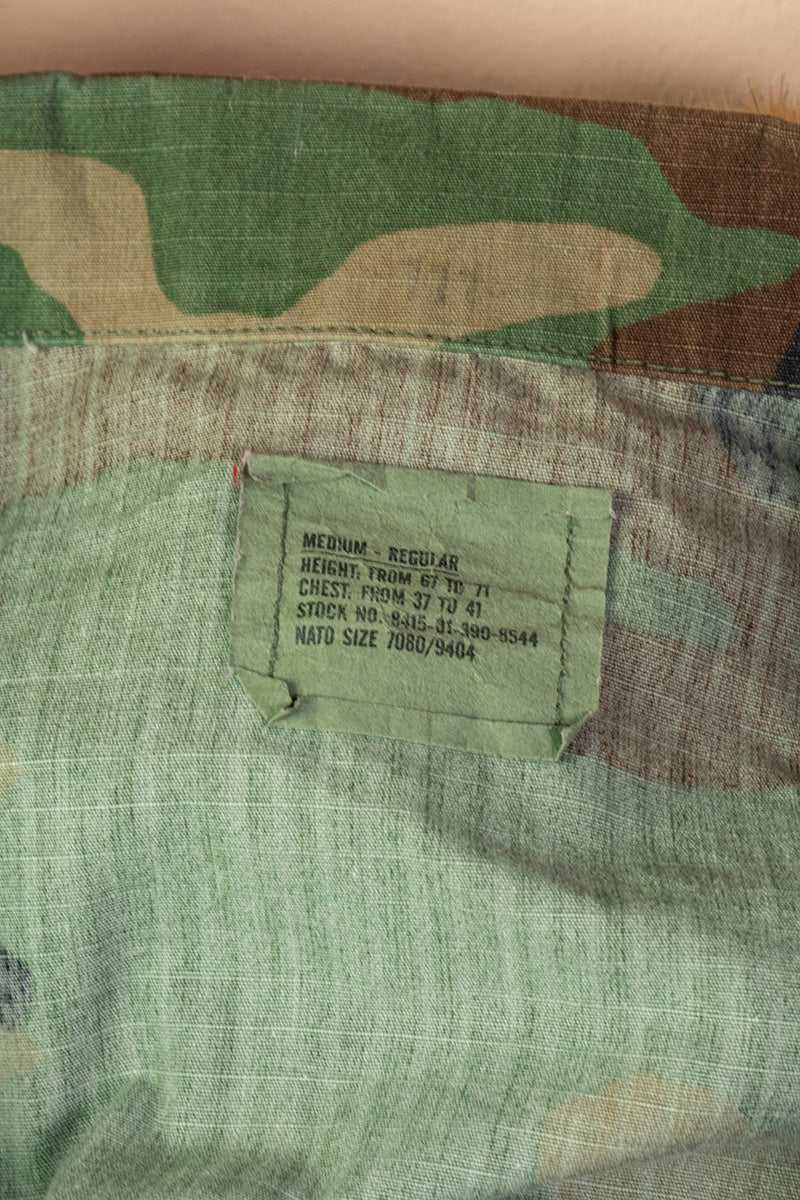 MEDIUM - REGULAR
HEIGHT: FROM 67 TO 71
CHEST: FROM 37 TO 41
STOCK NO. 8415-01-390-8544
NATO SIZE 7080/9404